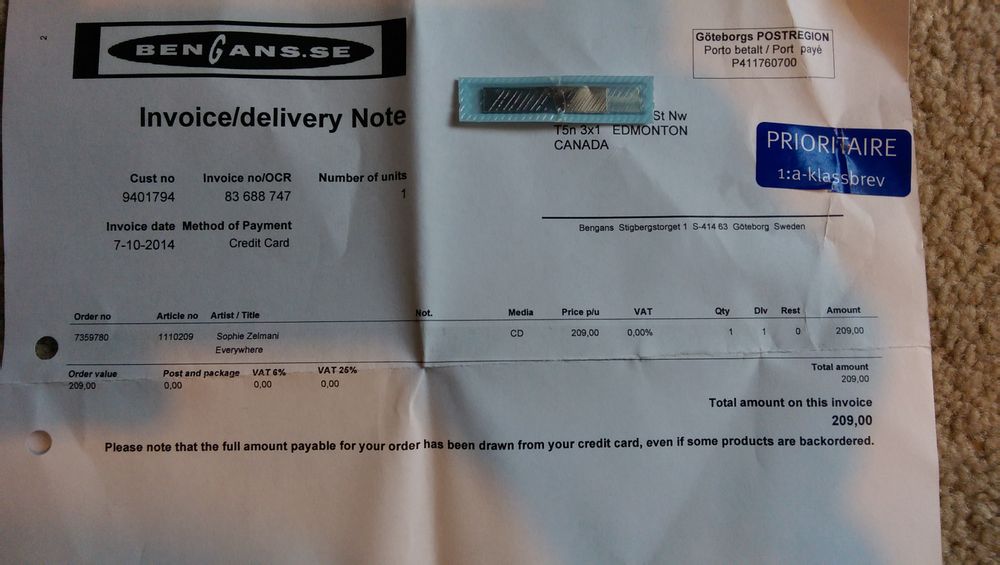 2
BENGANS.SE
Göteborgs POSTREGION
Porto betalt / Port payé
P411760700
Invoice/delivery Note
St Nw
T5n 3x1 EDMONTON
CANADA
PRIORITAIRE
1:a-klassbrev
Cust no Invoice no/OCR Number of units
9401794 83 688 747 1
Invoice date Method of Payment
7-10-2014 Credit Card
Bengans Stigbergstorget 1 S-414 63 Göteborg Sweden
Order no Article no Artist / Title Not. Media Price p/u VAT Qty Dlv Rest Amount
7359780 1110209 Sophie Zelmani CD 209,00 0,00% 1 1 0 209,00
Everywhere
Order value Post and package VAT 6% VAT 25% Total amount
209,00 0,00 0,00 0,00 209,00
Total amount on this invoice
209,00
Please note that the full amount payable for your order has been drawn from your credit card, even if some products are backordered.